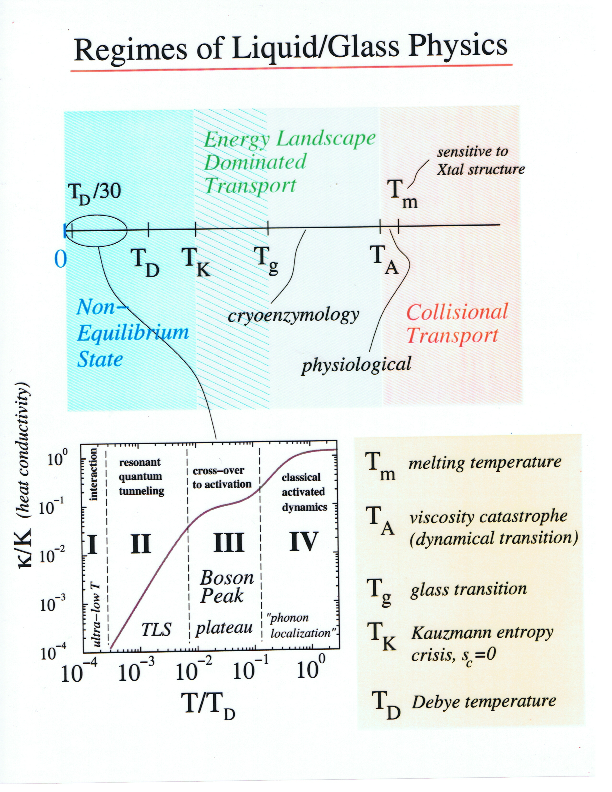 Regimes of Liquid/Glass Physics
Energy Landscape
Dominated
Transport
sensitive to
Xtal structure
T_D/30
T_m
0
T_D
T_K
T_g
T_A
Non-
Equilibrium
State
cryoenzymology
physiological
Collisional
Transport
κ/K (heat conductivity)
10^0
10^-1
10^-2
10^-3
10^-4
interaction
resonant
quantum
tunneling
cross-over
to activation
classical
activated
dynamics
I
II
III
IV
ultra-low T
TLS
Boson
Peak
plateau
"phonon
localization"
10^-4
10^-3
10^-2
10^-1
10^0
T/T_D
T_m melting temperature
T_A viscosity catastrophe
(dynamical transition)
T_g glass transition
T_K Kauzmann entropy
crisis, s_c=0
T_D Debye temperature